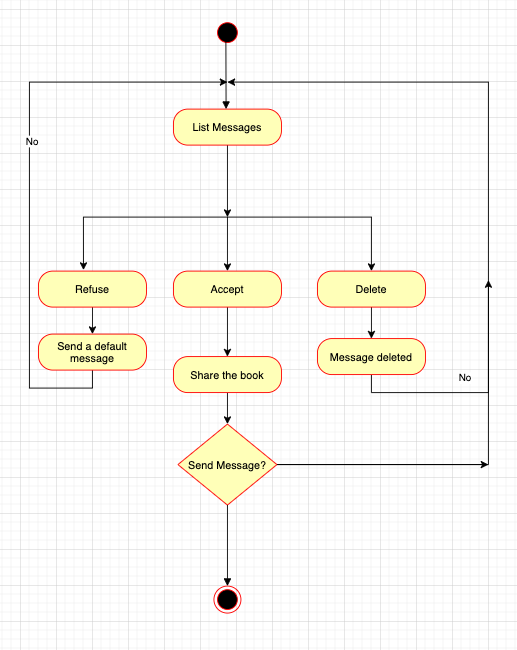 List Messages
No
Refuse
Accept
Delete
Send a default
message
Message deleted
Share the book
No
Send Message?